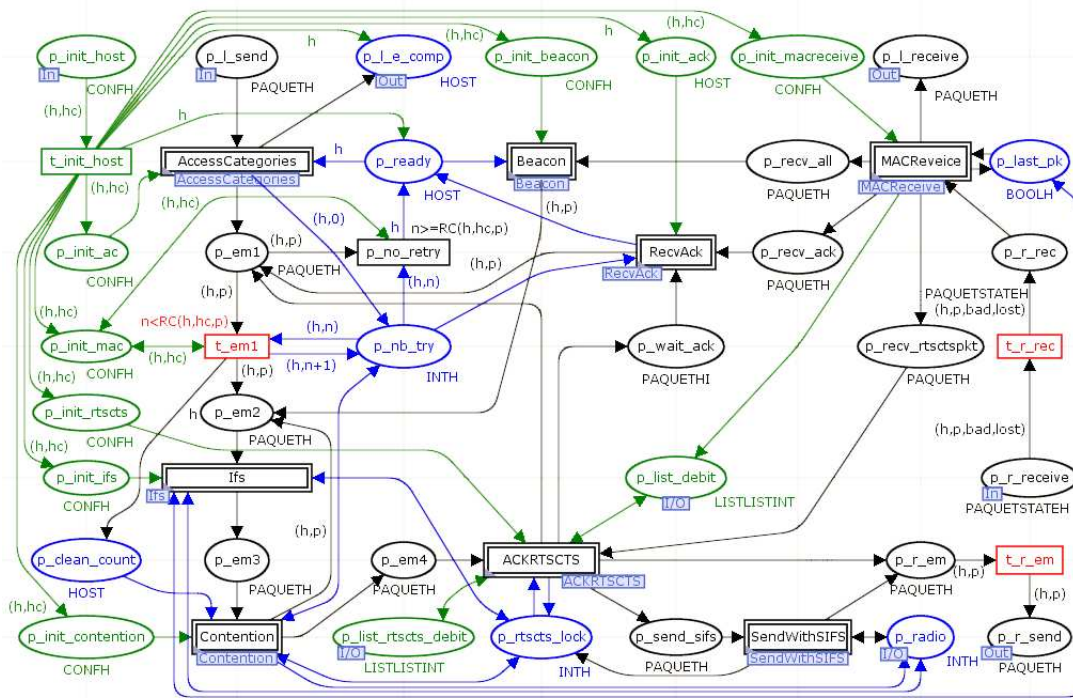 p_init_host
In
CONFH
(h,hc)
p_l_send
In
PAQUETH
h
p_l_e_comp
Out
HOST
(h,hc)
p_init_beacon
CONFH
h
p_init_ack
HOST
(h,hc)
p_init_macreceive
CONFH
p_l_receive
Out
PAQUETH
t_init_host
(h,hc)
h
AccessCategories
AccessCategories
h
p_ready
HOST
Beacon
Beacon
p_recv_all
PAQUETH
MACReveice
MACReceive
p_last_pk
BOOLH
(h,hc)
(h,0)
h
n>=RC(h,hc,p)
(h,p)
p_init_ac
CONFH
p_em1
PAQUETH
(h,p)
p_no_retry
(h,p)
RecvAck
RecvAck
p_recv_ack
PAQUETH
p_r_rec
PAQUETSTATEH
(h,p)
(h,n)
(h,p,bad,lost)
n<RC(h,hc,p)
(h,hc)
p_init_mac
(h,hc)
CONFH
t_em1
(h,n)
(h,n+1)
p_nb_try
INTH
p_wait_ack
PAQUETHI
p_recv_rtsctspkt
PAQUETH
t_r_rec
(h,hc)
(h,p)
p_init_rtscts
CONFH
h
p_em2
PAQUETH
(h,p,bad,lost)
(h,hc)
p_init_ifs
CONFH
Ifs
Ifs
p_list_debit
I/O
LISTLISTINT
p_r_receive
In
PAQUETSTATEH
(h,p)
p_clean_count
HOST
p_em3
PAQUETH
p_em4
PAQUETH
ACKRTSCTS
ACKRTSCTS
p_r_em
PAQUETH
(h,p)
t_r_em
(h,hc)
(h,p)
p_init_contention
CONFH
Contention
Contention
p_list_rtscts_debit
I/O
LISTLISTINT
p_rtscts_lock
INTH
p_send_sifs
PAQUETH
SendWithSIFS
SendWithSIFS
p_radio
I/O
INTH
p_r_send
Out
PAQUETH